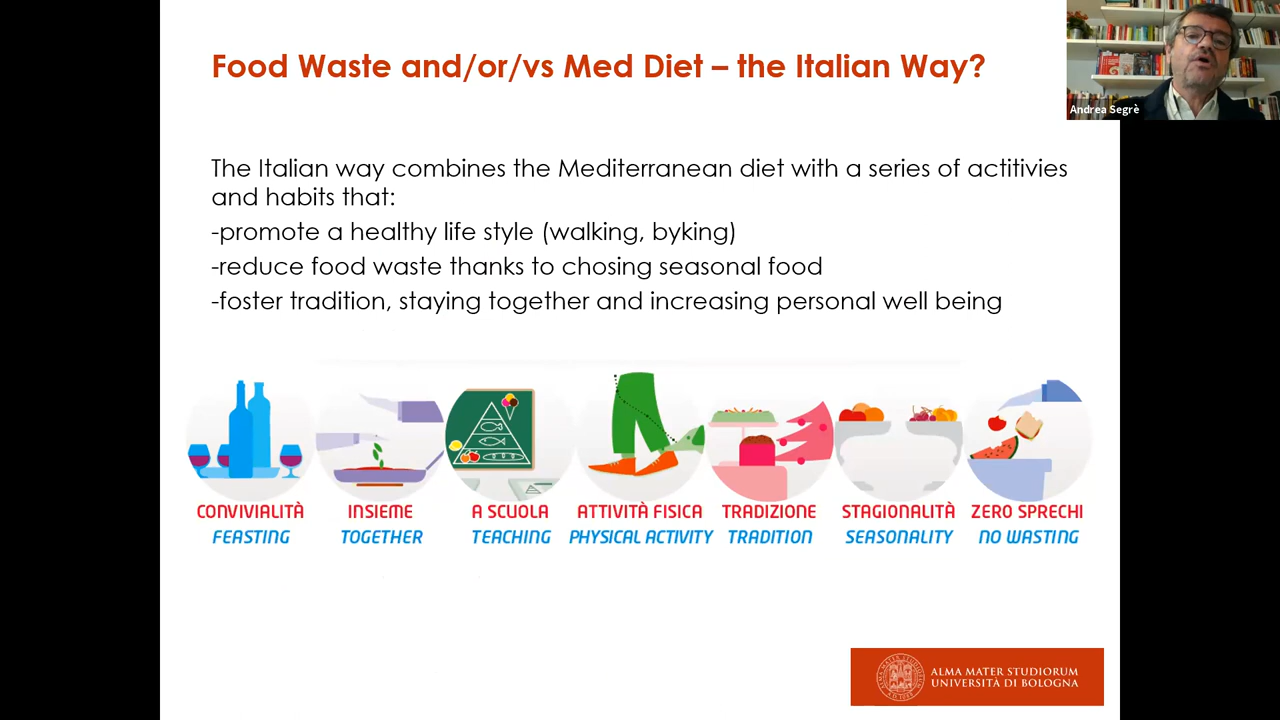 Food Waste and/or/vs Med Diet – the Italian Way?
Andrea Segrè
The Italian way combines the Mediterranean diet with a series of actitivies
and habits that:
-promote a healthy life style (walking, byking)
-reduce food waste thanks to chosing seasonal food
-foster tradition, staying together and increasing personal well being
CONVIVIALITÀ
FEASTING
INSIEME
TOGETHER
A SCUOLA
TEACHING
ATTIVITÀ FISICA
PHYSICAL ACTIVITY
TRADIZIONE
TRADITION
STAGIONALITÀ
SEASONALITY
ZERO SPRECHI
NO WASTING
ALMA MATER STUDIORUM
UNIVERSITÀ DI BOLOGNA